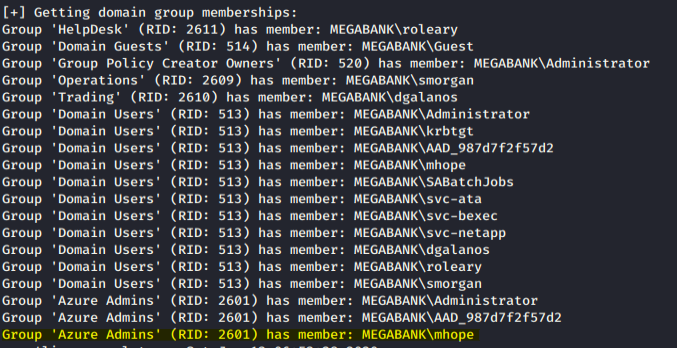 [+] Getting domain group memberships:
Group 'HelpDesk' (RID: 2611) has member: MEGABANK\roleary
Group 'Domain Guests' (RID: 514) has member: MEGABANK\Guest
Group 'Group Policy Creator Owners' (RID: 520) has member: MEGABANK\Administrator
Group 'Operations' (RID: 2609) has member: MEGABANK\smorgan
Group 'Trading' (RID: 2610) has member: MEGABANK\dgalanos
Group 'Domain Users' (RID: 513) has member: MEGABANK\Administrator
Group 'Domain Users' (RID: 513) has member: MEGABANK\krbtgt
Group 'Domain Users' (RID: 513) has member: MEGABANK\AAD_987d7f2f57d2
Group 'Domain Users' (RID: 513) has member: MEGABANK\mhope
Group 'Domain Users' (RID: 513) has member: MEGABANK\SABatchJobs
Group 'Domain Users' (RID: 513) has member: MEGABANK\svc-ata
Group 'Domain Users' (RID: 513) has member: MEGABANK\svc-bexec
Group 'Domain Users' (RID: 513) has member: MEGABANK\svc-netapp
Group 'Domain Users' (RID: 513) has member: MEGABANK\dgalanos
Group 'Domain Users' (RID: 513) has member: MEGABANK\roleary
Group 'Domain Users' (RID: 513) has member: MEGABANK\smorgan
Group 'Azure Admins' (RID: 2601) has member: MEGABANK\Administrator
Group 'Azure Admins' (RID: 2601) has member: MEGABANK\AAD_987d7f2f57d2
Group 'Azure Admins' (RID: 2601) has member: MEGABANK\mhope